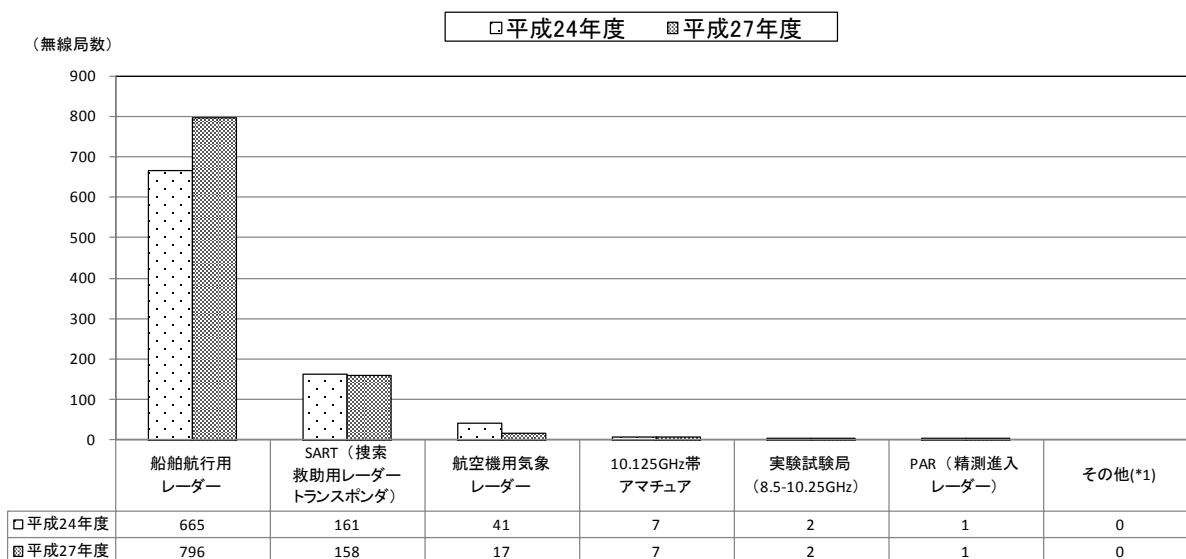 平成24年度 平成27年度
(無線局数)
900
800
700
600
500
400
300
200
100
0
船舶航行用
レーダー
SART(捜索
救助用レーダー
トランスポンダ)
航空機用気象
レーダー
10.125GHz帯
アマチュア
実験試験局
(8.5-10.25GHz)
PAR(精測進入
レーダー)
その他(*1)
平成24年度 665 161 41 7 2 1 0
平成27年度 796 158 17 7 2 1 0